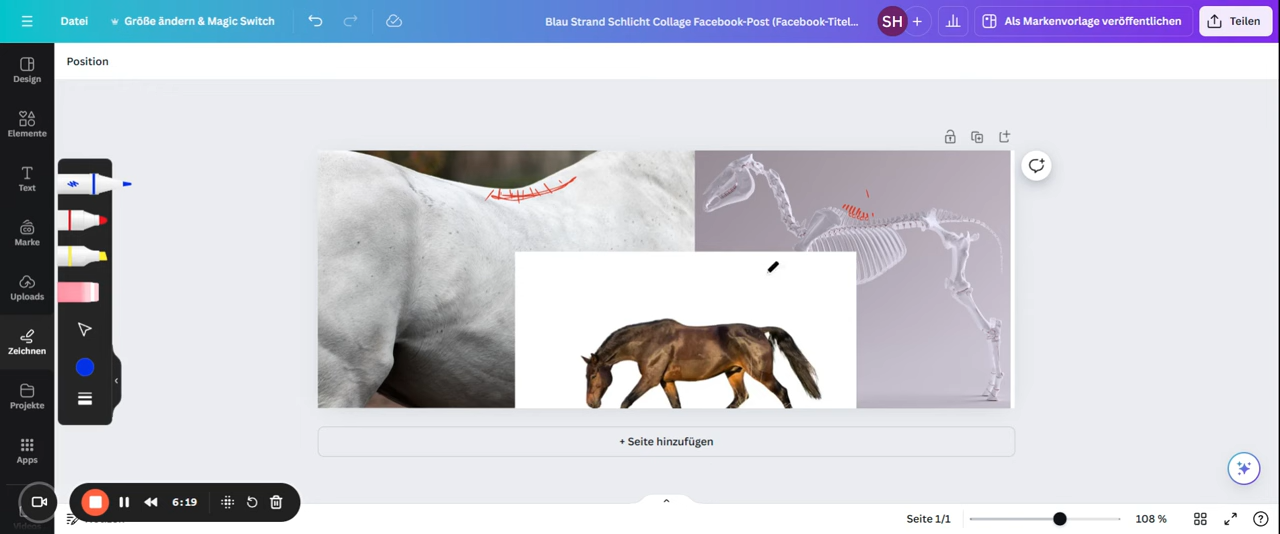 Datei
Größe ändern & Magic Switch
Blau Strand Schlicht Collage Facebook-Post (Facebook-Titel...
SH
Als Markenvorlage veröffentlichen
Teilen
Position
Design
Elemente
Text
Marke
Uploads
Zeichnen
Projekte
Apps
+ Seite hinzufügen
6:19
Seite 1/1
108 %